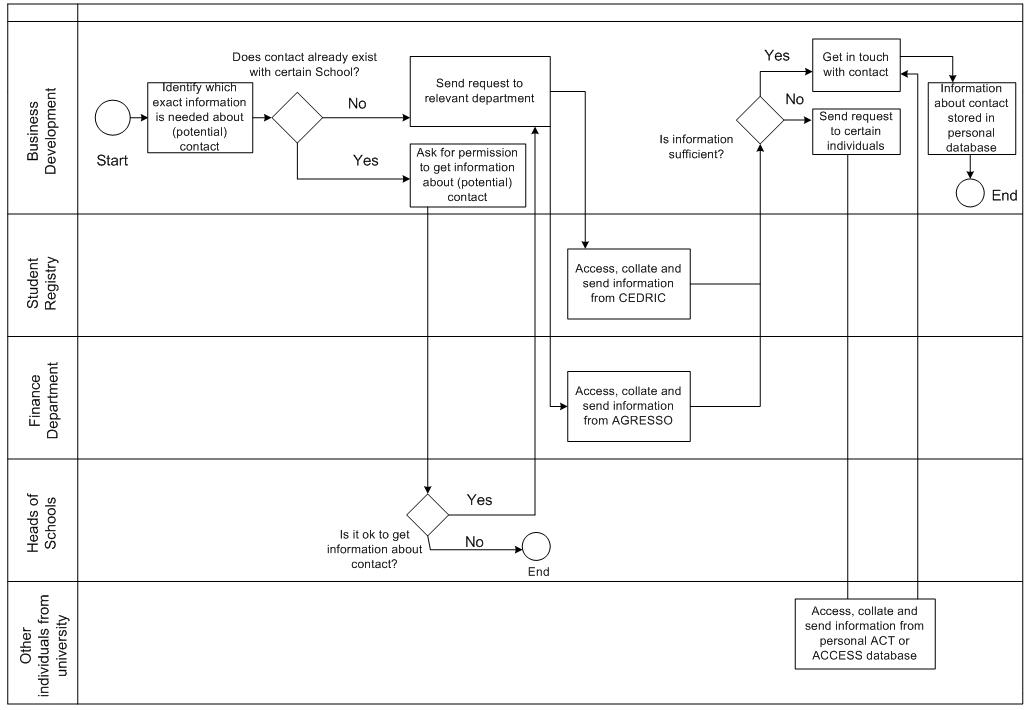 Business
Development
Start
Identify which
exact information
is needed about
(potential)
contact
Does contact already exist
with certain School?
No
Yes
Send request to
relevant department
Ask for permission
to get information
about (potential)
contact
Is information
sufficient?
Yes
No
Get in touch
with contact
Send request
to certain
individuals
Information
about contact
stored in
personal
database
End
Student
Registry
Access, collate and
send information
from CEDRIC
Finance
Department
Access, collate and
send information
from AGRESSO
Heads of
Schools
Is it ok to get
information about
contact?
Yes
No
End
Other
individuals from
university
Access, collate and
send information from
personal ACT or
ACCESS database